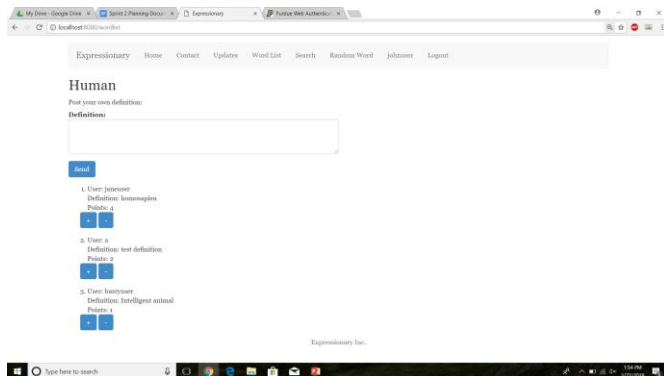 My Drive - Google Drive
Sprint 2 Planning Docu
Expressionary
Purdue Web Authentica
localhost:8080/wordlist
Expressionary Home Contact Updates Word List Search Random Word johnuser Logout
Human
Post your own definition:
Definition:
Send
1. User: janeuser
Definition: homosapien
Points: 4
+ -
2. User: a
Definition: test definition
Points: 2
+ -
3. User: barryuser
Definition: Intelligent animal
Points: 1
+ -
Expressionary Inc.
Type here to search
1:54 PM